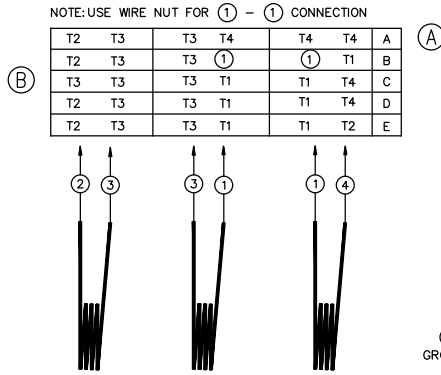 NOTE: USE WIRE NUT FOR ① - ① CONNECTION
Ⓐ
T2 T3 T3 T4 T4 T4 A
T2 T3 T3 ① ① T1 B
Ⓑ
T3 T3 T3 T1 T1 T4 C
T2 T3 T3 T1 T1 T4 D
T2 T3 T3 T1 T1 T2 E
② ③ ③ ① ① ④